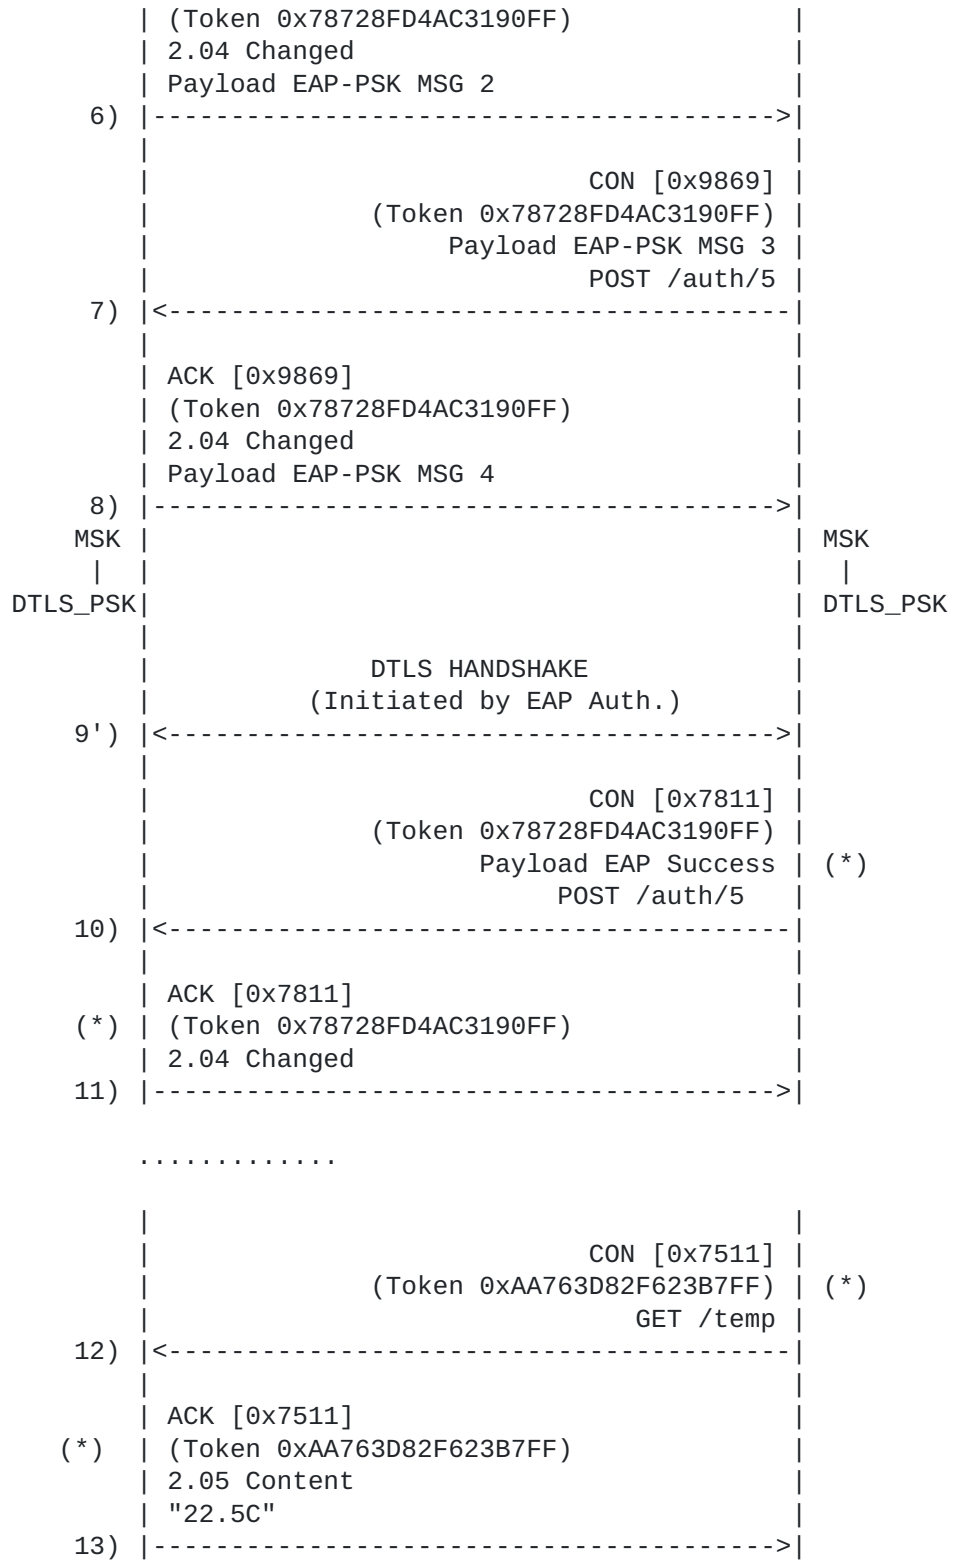 | (Token 0x78728FD4AC3190FF)              |
| 2.04 Changed                            |
| Payload EAP-PSK MSG 2                   |
6) |---------------------------------------->|
|                                         |
|                            CON [0x9869] |
|              (Token 0x78728FD4AC3190FF) |
|                   Payload EAP-PSK MSG 3 |
|                            POST /auth/5 |
7) |<----------------------------------------|
|                                         |
| ACK [0x9869]                            |
| (Token 0x78728FD4AC3190FF)              |
| 2.04 Changed                            |
| Payload EAP-PSK MSG 4                   |
8) |---------------------------------------->|
MSK |                                         | MSK
|  |                                         |  |
DTLS_PSK|                                         | DTLS_PSK
|                                         |
|              DTLS HANDSHAKE             |
|          (Initiated by EAP Auth.)       |
9') |<--------------------------------------->|
|                                         |
|                            CON [0x7811] |
|              (Token 0x78728FD4AC3190FF) |
|                     Payload EAP Success | (*)
|                          POST /auth/5   |
10) |<----------------------------------------|
|                                         |
| ACK [0x7811]                            |
(*) | (Token 0x78728FD4AC3190FF)              |
| 2.04 Changed                            |
11) |---------------------------------------->|
.............
|                                         |
|                            CON [0x7511] |
|              (Token 0xAA763D82F623B7FF) | (*)
|                               GET /temp |
12) |<----------------------------------------|
|                                         |
| ACK [0x7511]                            |
(*)  | (Token 0xAA763D82F623B7FF)              |
| 2.05 Content                            |
| "22.5C"                                 |
13) |---------------------------------------->|